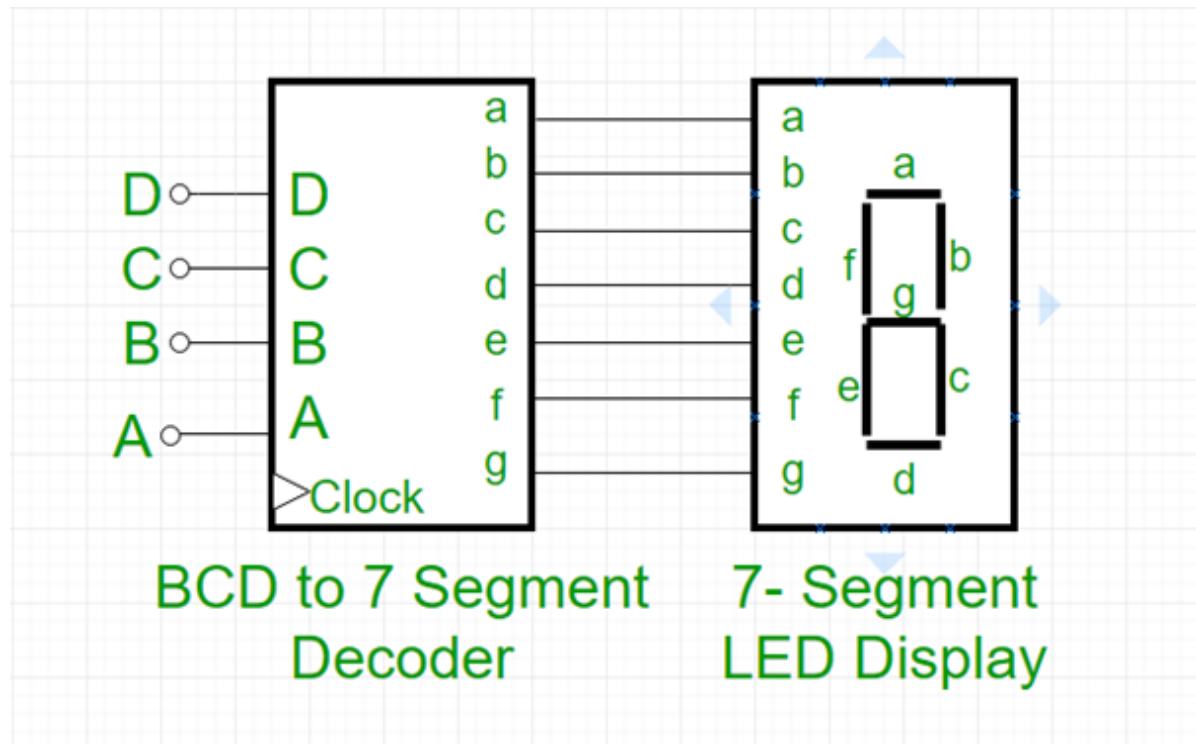 D
C
B
A
D
C
B
A
Clock
a
b
c
d
e
f
g
BCD to 7 Segment
Decoder
a
b
c
d
e
f
g
a
f
b
g
e
c
d
7- Segment
LED Display